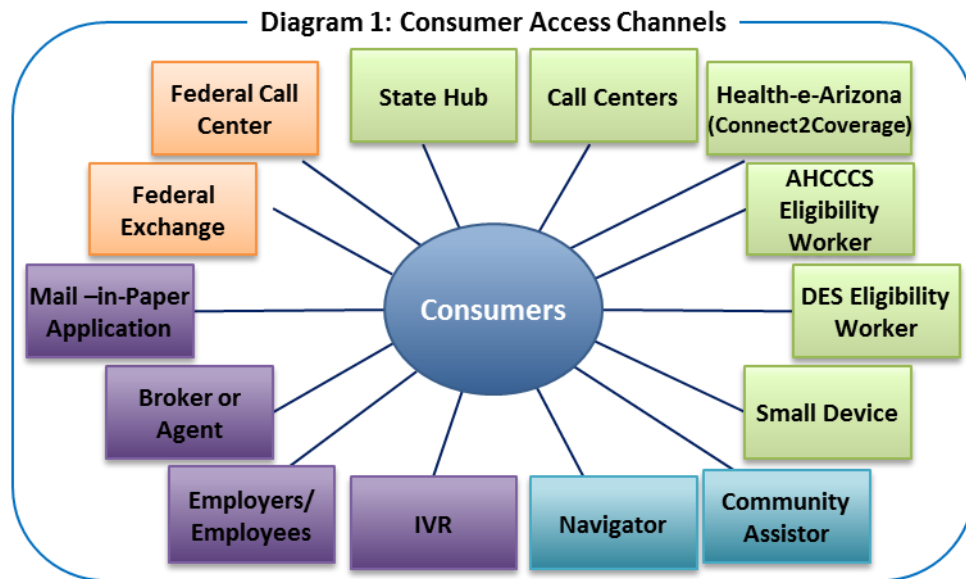 Diagram 1: Consumer Access Channels
Federal Call
Center
State Hub
Call Centers
Health-e-Arizona
(Connect2Coverage)
Federal
Exchange
AHCCCS
Eligibility
Worker
Mail –in-Paper
Application
Consumers
DES Eligibility
Worker
Broker or
Agent
Small Device
Employers/
Employees
IVR
Navigator
Community
Assistor